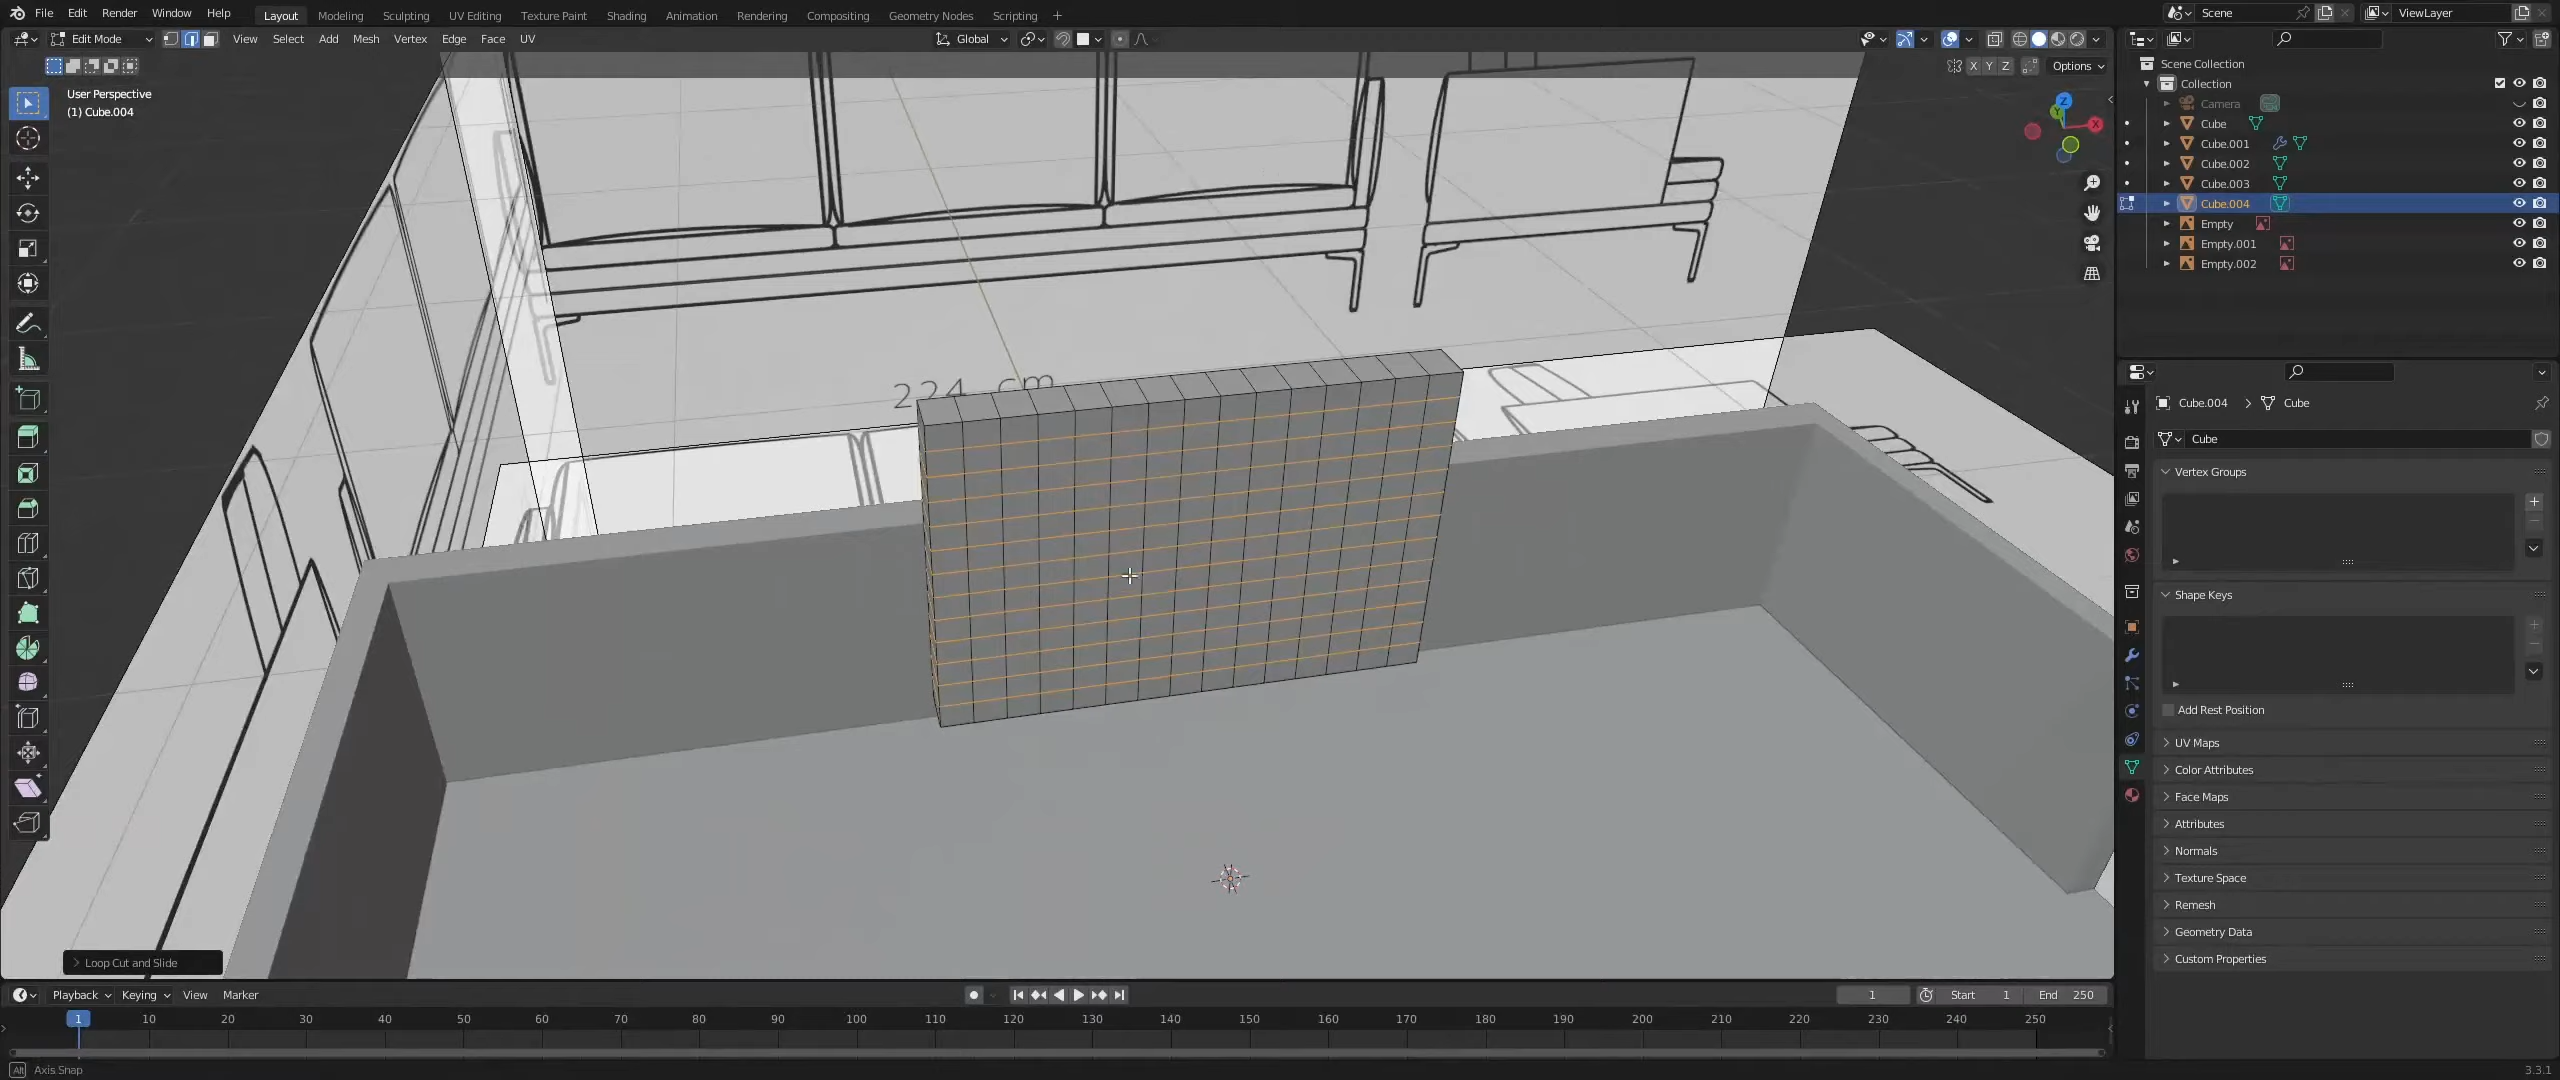 File Edit Render Window Help
Layout Modeling Sculpting UV Editing Texture Paint Shading Animation Rendering Compositing Geometry Nodes Scripting +
Scene
ViewLayer
Edit Mode View Select Add Mesh Vertex Edge Face UV
Global
X Y Z Options
User Perspective
(1) Cube.004
Z
Y
X
224 cm
Loop Cut and Slide
Scene Collection
Collection
Camera
Cube
Cube.001
Cube.002
Cube.003
Cube.004
Empty
Empty.001
Empty.002
Cube.004 > Cube
Cube
Vertex Groups
Shape Keys
Add Rest Position
UV Maps
Color Attributes
Face Maps
Attributes
Normals
Texture Space
Remesh
Geometry Data
Custom Properties
Playback Keying View Marker
1 Start 1 End 250
1 10 20 30 40 50 60 70 80 90 100 110 120 130 140 150 160 170 180 190 200 210 220 230 240 250
Alt Axis Snap
3.3.1